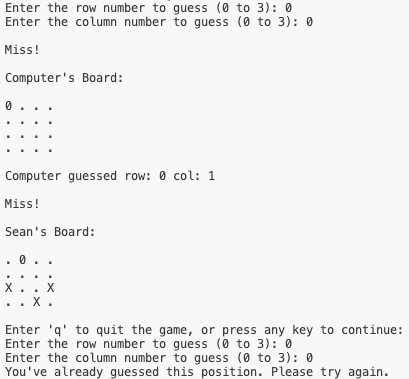 Enter the row number to guess (0 to 3): 0
Enter the column number to guess (0 to 3): 0
Miss!
Computer's Board:
0 . . .
. . . .
. . . .
. . . .
Computer guessed row: 0 col: 1
Miss!
Sean's Board:
. 0 . .
. . . .
X . . X
. . X .
Enter 'q' to quit the game, or press any key to continue:
Enter the row number to guess (0 to 3): 0
Enter the column number to guess (0 to 3): 0
You've already guessed this position. Please try again.